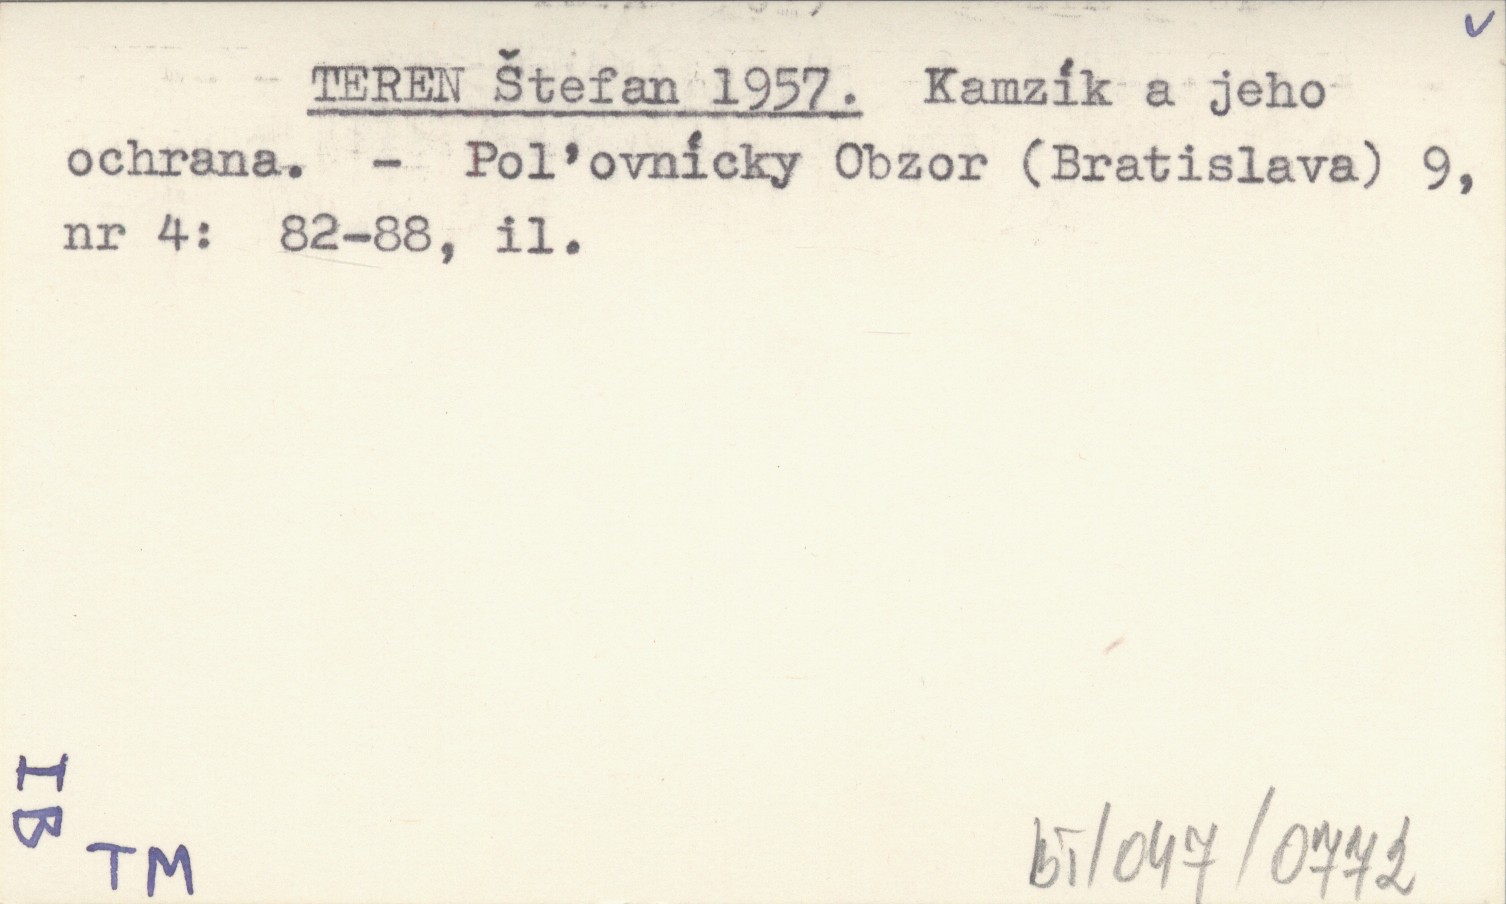 TEREN Štefan 1957. Kamzík a jeho
ochrana. - Pol'ovnícky Obzor (Bratislava) 9,
nr 4: 82-88, il.
IB
TM
bi/047/0772